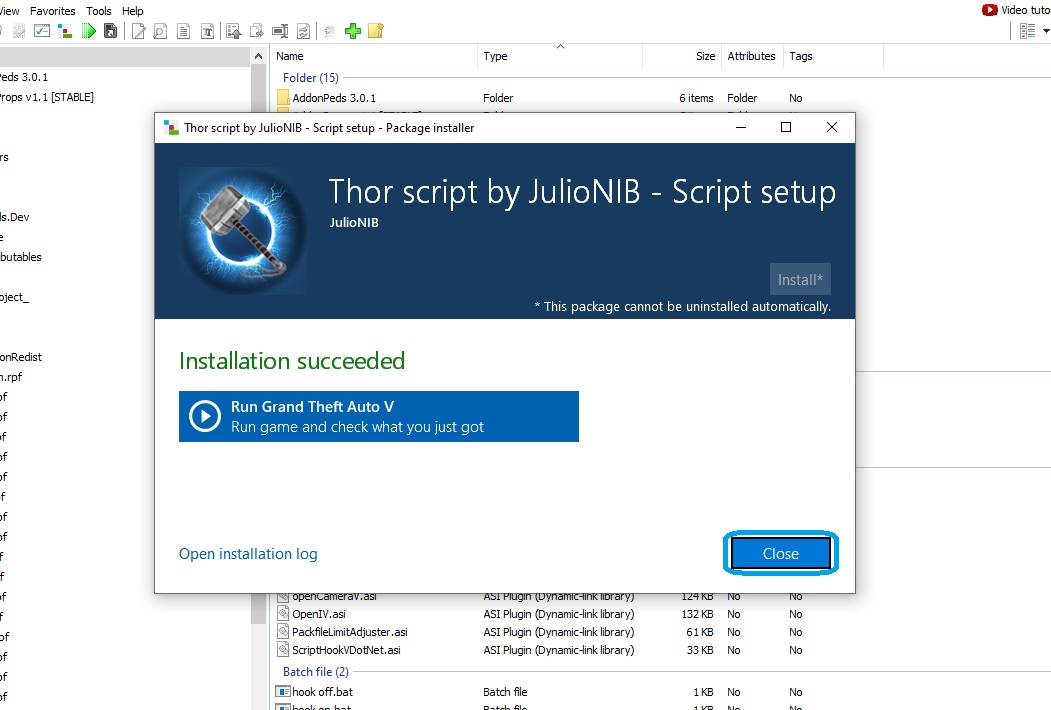 View Favorites Tools Help
Video tuto
Name Type Size Attributes Tags
Folder (15)
Peds 3.0.1
Props v1.1 [STABLE]
AddonPeds 3.0.1 Folder 6 items Folder No
Thor script by JulioNIB - Script setup - Package installer
Thor script by JulioNIB - Script setup
JulioNIB
Install*
* This package cannot be uninstalled automatically.
rs
ls.Dev
e
butables
oject_
onRedist
n.rpf
of
of
of
of
of
f
of
of
f
f
of
f
of
of
of
of
Installation succeeded
Run Grand Theft Auto V
Run game and check what you just got
Open installation log
Close
openCameraV.asi ASI Plugin (Dynamic-link library) 124 KB No No
OpenIV.asi ASI Plugin (Dynamic-link library) 132 KB No No
PackfileLimitAdjuster.asi ASI Plugin (Dynamic-link library) 61 KB No No
ScriptHookVDotNet.asi ASI Plugin (Dynamic-link library) 33 KB No No
Batch file (2)
hook off.bat Batch file 1 KB No No
hook on.bat Batch file 1 KB No No